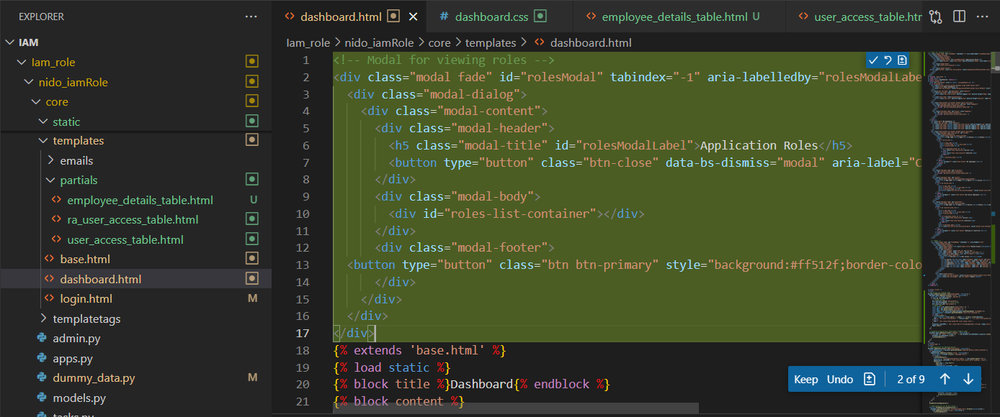 EXPLORER
IAM
Iam_role
nido_iamRole
core
static
templates
emails
partials
employee_details_table.html U
ra_user_access_table.html
user_access_table.html
base.html
dashboard.html
login.html M
templatetags
admin.py
apps.py
dummy_data.py M
models.py
tasks.py
dashboard.html
# dashboard.css
employee_details_table.html U
user_access_table.htr
Iam_role > nido_iamRole > core > templates > dashboard.html
1 <!-- Modal for viewing roles -->
2 <div class="modal fade" id="rolesModal" tabindex="-1" aria-labelledby="rolesModalLabe
3 <div class="modal-dialog">
4 <div class="modal-content">
5 <div class="modal-header">
6 <h5 class="modal-title" id="rolesModalLabel">Application Roles</h5>
7 <button type="button" class="btn-close" data-bs-dismiss="modal" aria-label="C
8 </div>
9 <div class="modal-body">
10 <div id="roles-list-container"></div>
11 </div>
12 <div class="modal-footer">
13 <button type="button" class="btn btn-primary" style="background:#ff512f;border-colo
14 </div>
15 </div>
16 </div>
17 </div>
18 {% extends 'base.html' %}
19 {% load static %}
20 {% block title %}Dashboard{% endblock %}
21 {% block content %}
Keep Undo 2 of 9